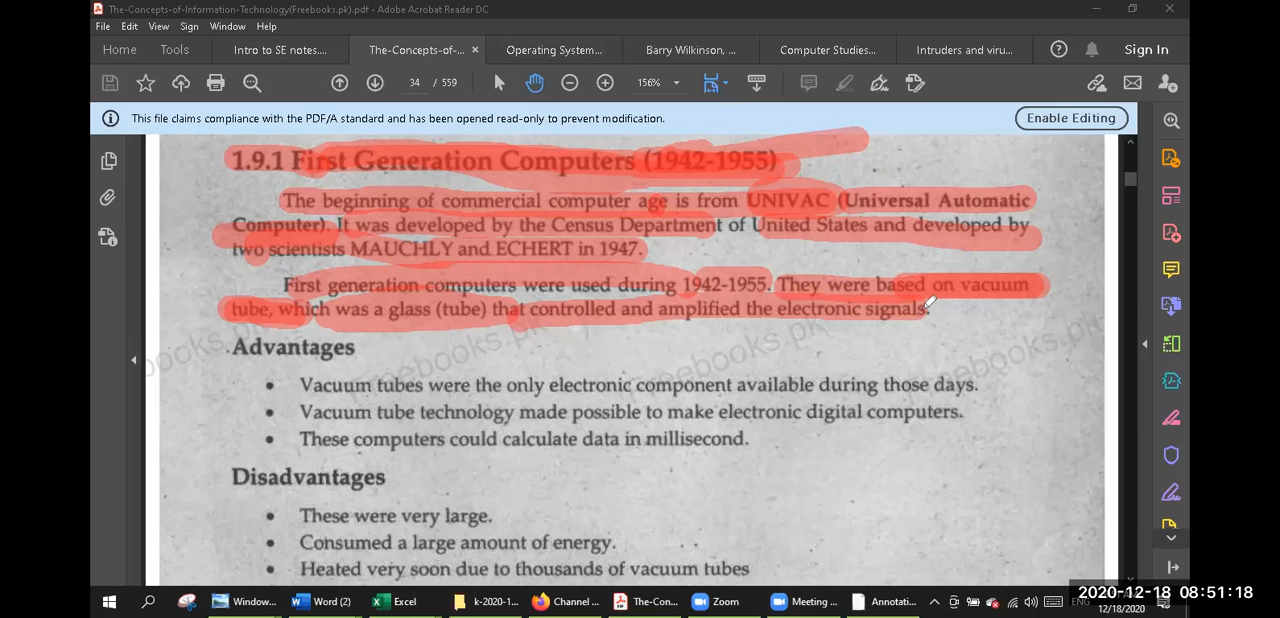 The-Concepts-of-Information-Technology(Freebooks.pk).pdf - Adobe Acrobat Reader DC
File Edit View Sign Window Help
Home Tools Intro to SE notes.... The-Concepts-of-... × Operating System... Barry Wilkinson, ... Computer Studies... Intruders and viru... Sign In
34 / 559 156%
This file claims compliance with the PDF/A standard and has been opened read-only to prevent modification. Enable Editing
1.9.1 First Generation Computers (1942-1955)
The beginning of commercial computer age is from UNIVAC (Universal Automatic
Computer). It was developed by the Census Department of United States and developed by
two scientists MAUCHLY and ECHERT in 1947.
First generation computers were used during 1942-1955. They were based on vacuum
tube, which was a glass (tube) that controlled and amplified the electronic signals.
Advantages
• Vacuum tubes were the only electronic component available during those days.
• Vacuum tube technology made possible to make electronic digital computers.
• These computers could calculate data in millisecond.
Disadvantages
• These were very large.
• Consumed a large amount of energy.
• Heated very soon due to thousands of vacuum tubes
Window... Word (2) Excel k-2020-1... Channel ... The-Con... Zoom Meeting ... Annotati... ENG
2020-12-18 08:51:18
12/18/2020